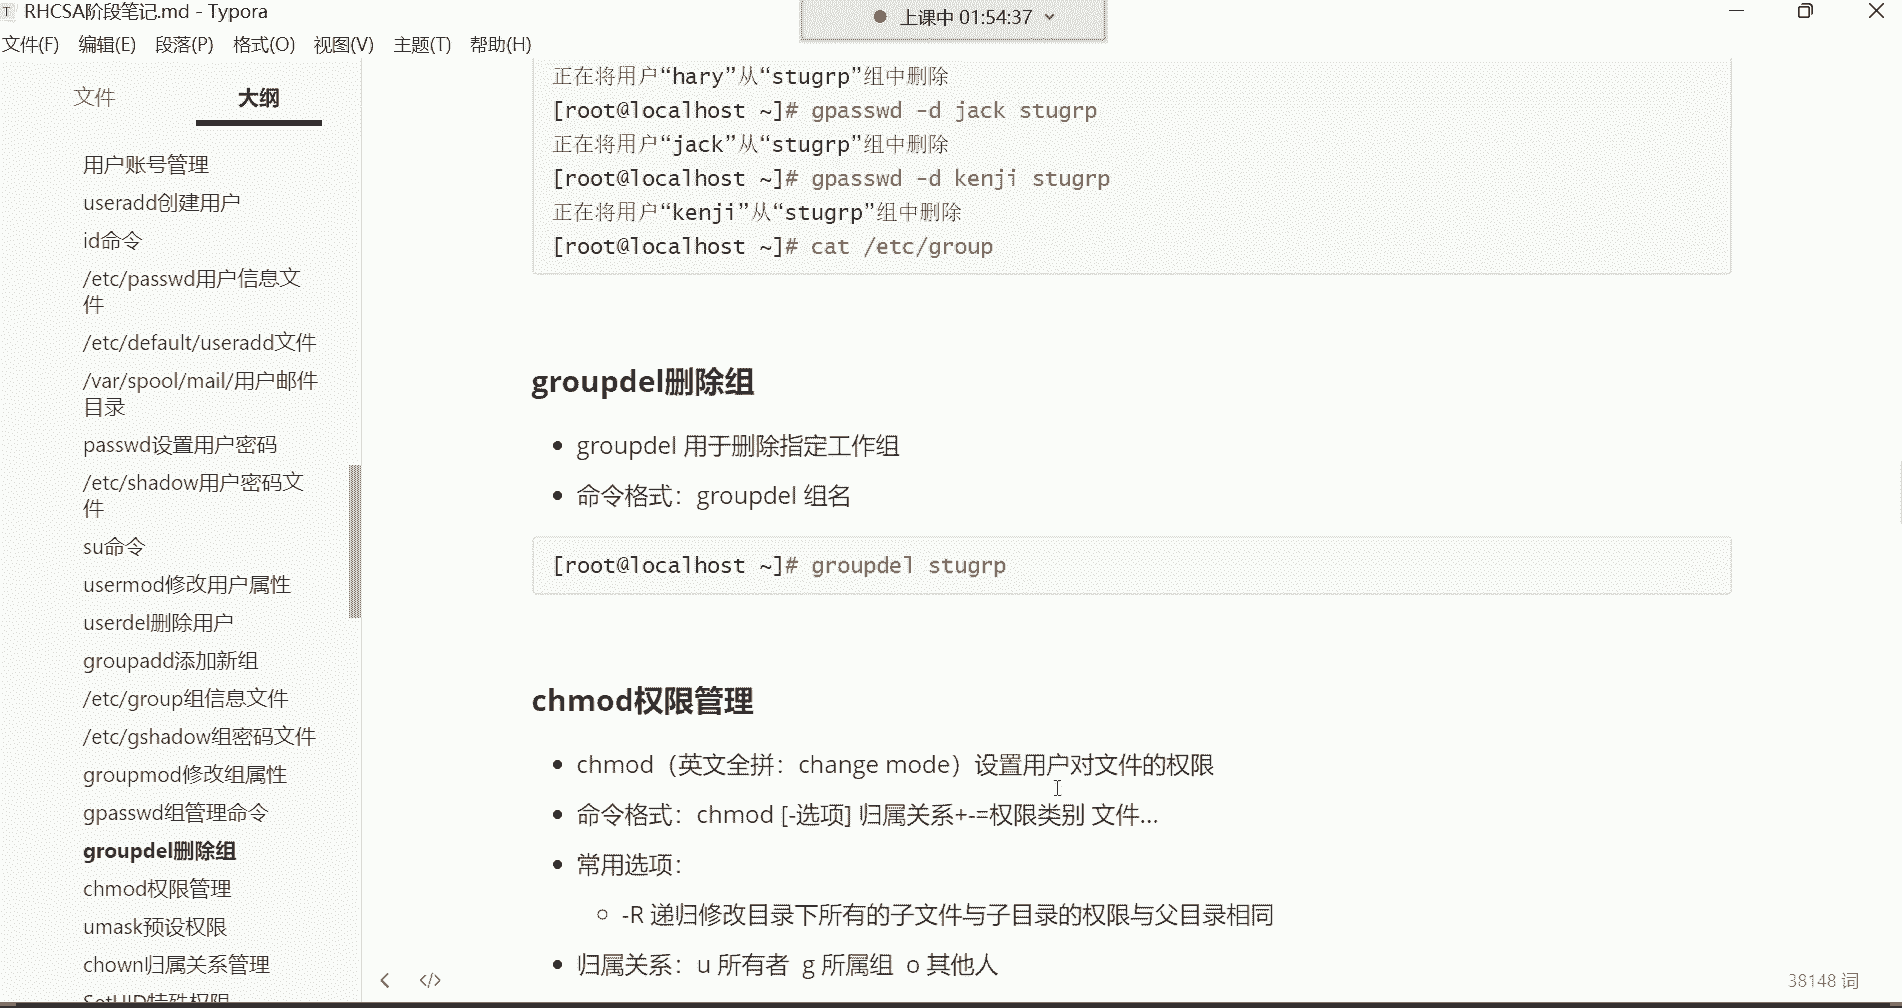 RHCSA阶段笔记.md - Typora
上课中 01:54:37
文件(F) 编辑(E) 段落(P) 格式(O) 视图(V) 主题(T) 帮助(H)
文件 大纲
用户账号管理
useradd创建用户
id命令
/etc/passwd用户信息文
件
/etc/default/useradd文件
/var/spool/mail/用户邮件
目录
passwd设置用户密码
/etc/shadow用户密码文
件
su命令
usermod修改用户属性
userdel删除用户
groupadd添加新组
/etc/group组信息文件
/etc/gshadow组密码文件
groupmod修改组属性
gpasswd组管理命令
groupdel删除组
chmod权限管理
umask预设权限
chown归属关系管理
SetUID特殊权限
正在将用户“hary”从“stugrp”组中删除
[root@localhost ~]# gpasswd -d jack stugrp
正在将用户“jack”从“stugrp”组中删除
[root@localhost ~]# gpasswd -d kenji stugrp
正在将用户“kenji”从“stugrp”组中删除
[root@localhost ~]# cat /etc/group
groupdel删除组
groupdel 用于删除指定工作组
命令格式：groupdel 组名
[root@localhost ~]# groupdel stugrp
chmod权限管理
chmod（英文全拼：change mode）设置用户对文件的权限
命令格式：chmod [-选项] 归属关系+-=权限类别 文件...
常用选项：
-R 递归修改目录下所有的子文件与子目录的权限与父目录相同
归属关系：u 所有者 g 所属组 o 其他人
38148 词